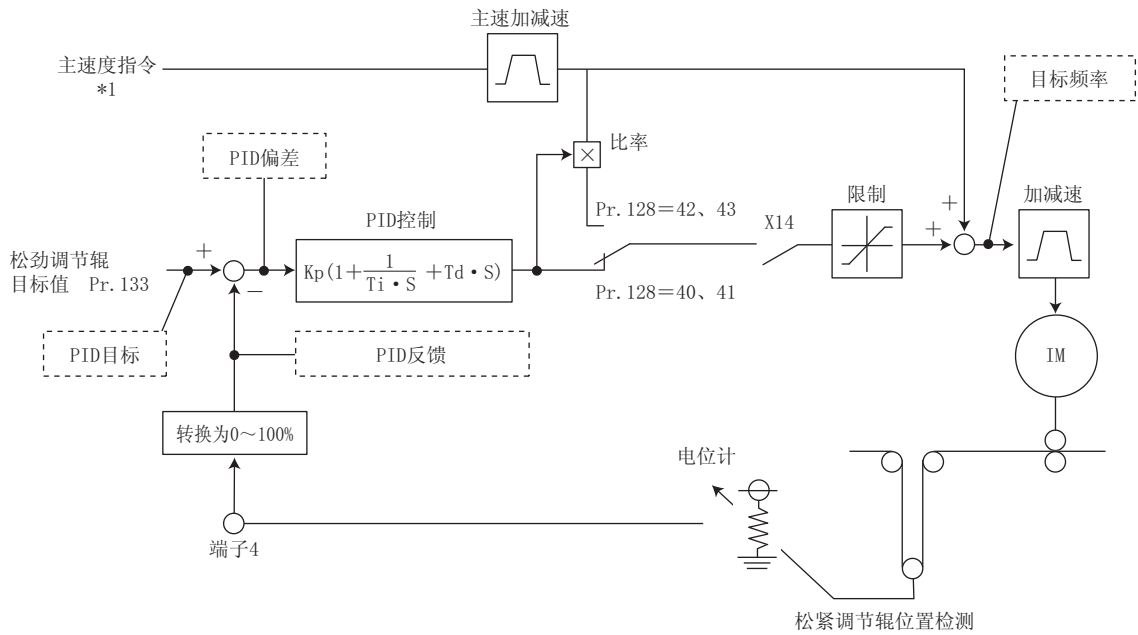 主速加减速
主速度指令
*1
目标频率
比率
PID偏差
Pr.128=42、43
X14
限制
加减速
PID控制
松劲调节辊
目标值 Pr.133
+
−
Kp(1+ 1/Ti・S +Td・S)
×
+
+
Pr.128=40、41
PID目标
PID反馈
IM
转换为0～100%
电位计
端子4
松紧调节辊位置检测